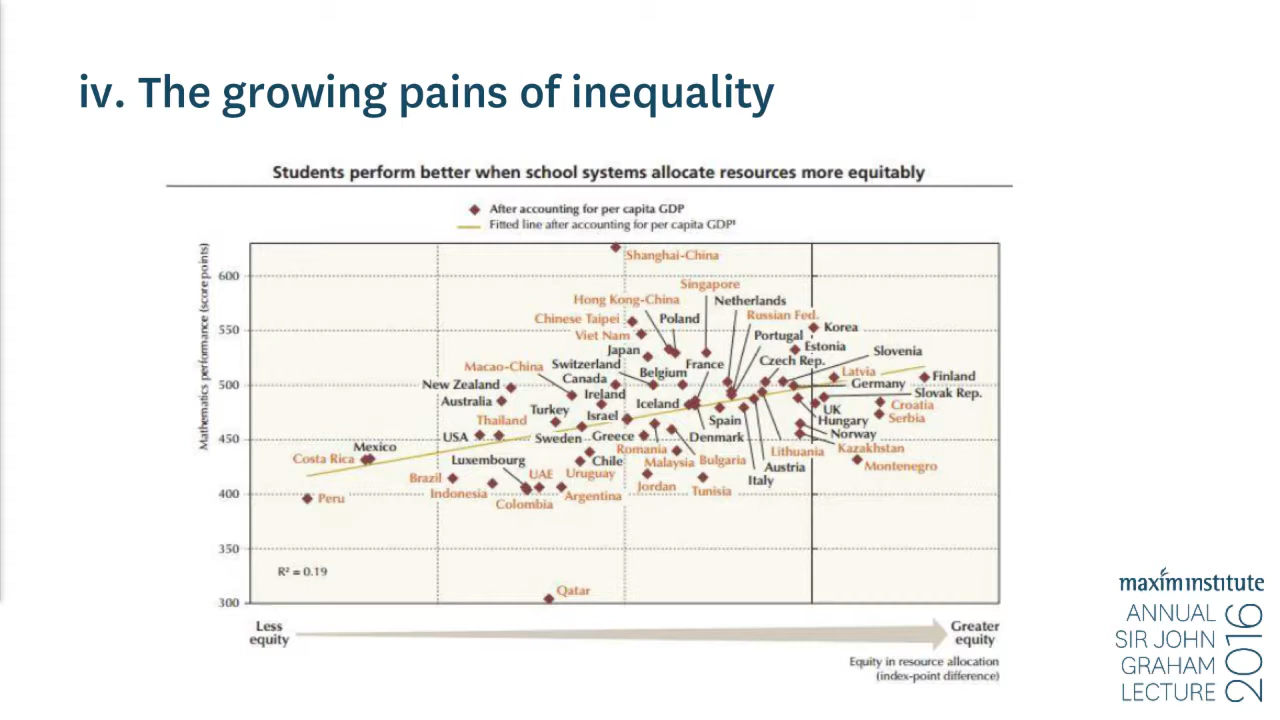 iv. The growing pains of inequality
Students perform better when school systems allocate resources more equitably
After accounting for per capita GDP
Fitted line after accounting for per capita GDP¹
Mathematics performance (score points)
600
550
500
450
400
350
300
Shanghai-China
Singapore
Hong Kong-China
Netherlands
Chinese Taipei
Poland
Russian Fed.
Viet Nam
Portugal
Korea
Japan
Estonia
Slovenia
Macao-China
Switzerland
France
Czech Rep.
Belgium
Latvia
Canada
New Zealand
Germany
Finland
Ireland
Slovak Rep.
Australia
Iceland
Croatia
Turkey
Israel
UK
Thailand
Spain
Hungary
Serbia
USA
Sweden
Greece
Denmark
Norway
Mexico
Romania
Lithuania
Kazakhstan
Costa Rica
Luxembourg
Chile
Malaysia
Bulgaria
Austria
Montenegro
Brazil
UAE
Uruguay
Italy
Indonesia
Argentina
Jordan
Tunisia
Peru
Colombia
R² = 0.19
Qatar
Less
equity
Greater
equity
Equity in resource allocation
(index-point difference)
maxim institute
ANNUAL
SIR JOHN
GRAHAM
LECTURE
2016